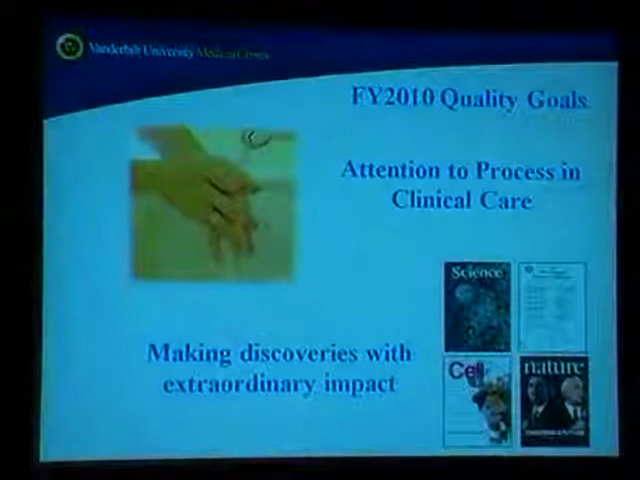 Vanderbilt University Medical Center
FY2010 Quality Goals
Attention to Process in
Clinical Care
Making discoveries with
extraordinary impact
Science
Cell
nature